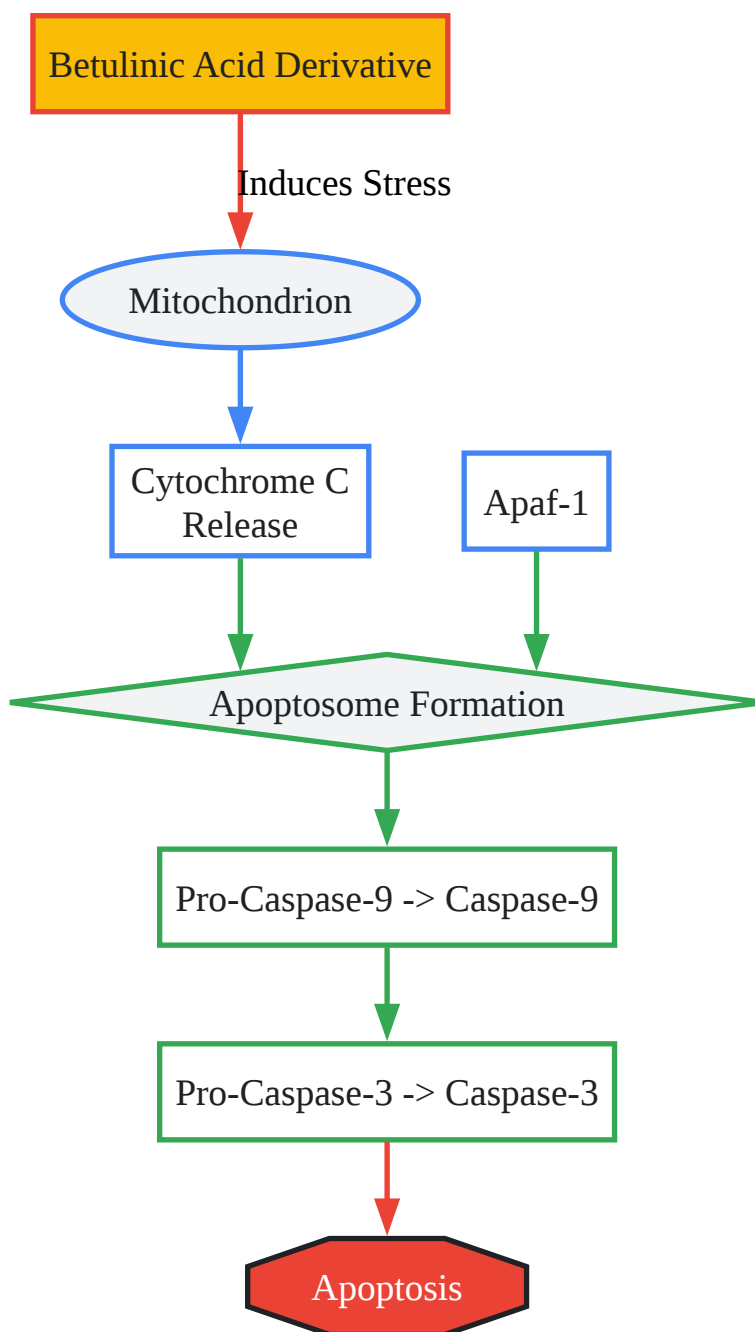 Betulinic Acid Derivative
Induces Stress
Mitochondrion
Cytochrome C
Release
Apaf-1
Apoptosome Formation
Pro-Caspase-9 -> Caspase-9
Pro-Caspase-3 -> Caspase-3
Apoptosis